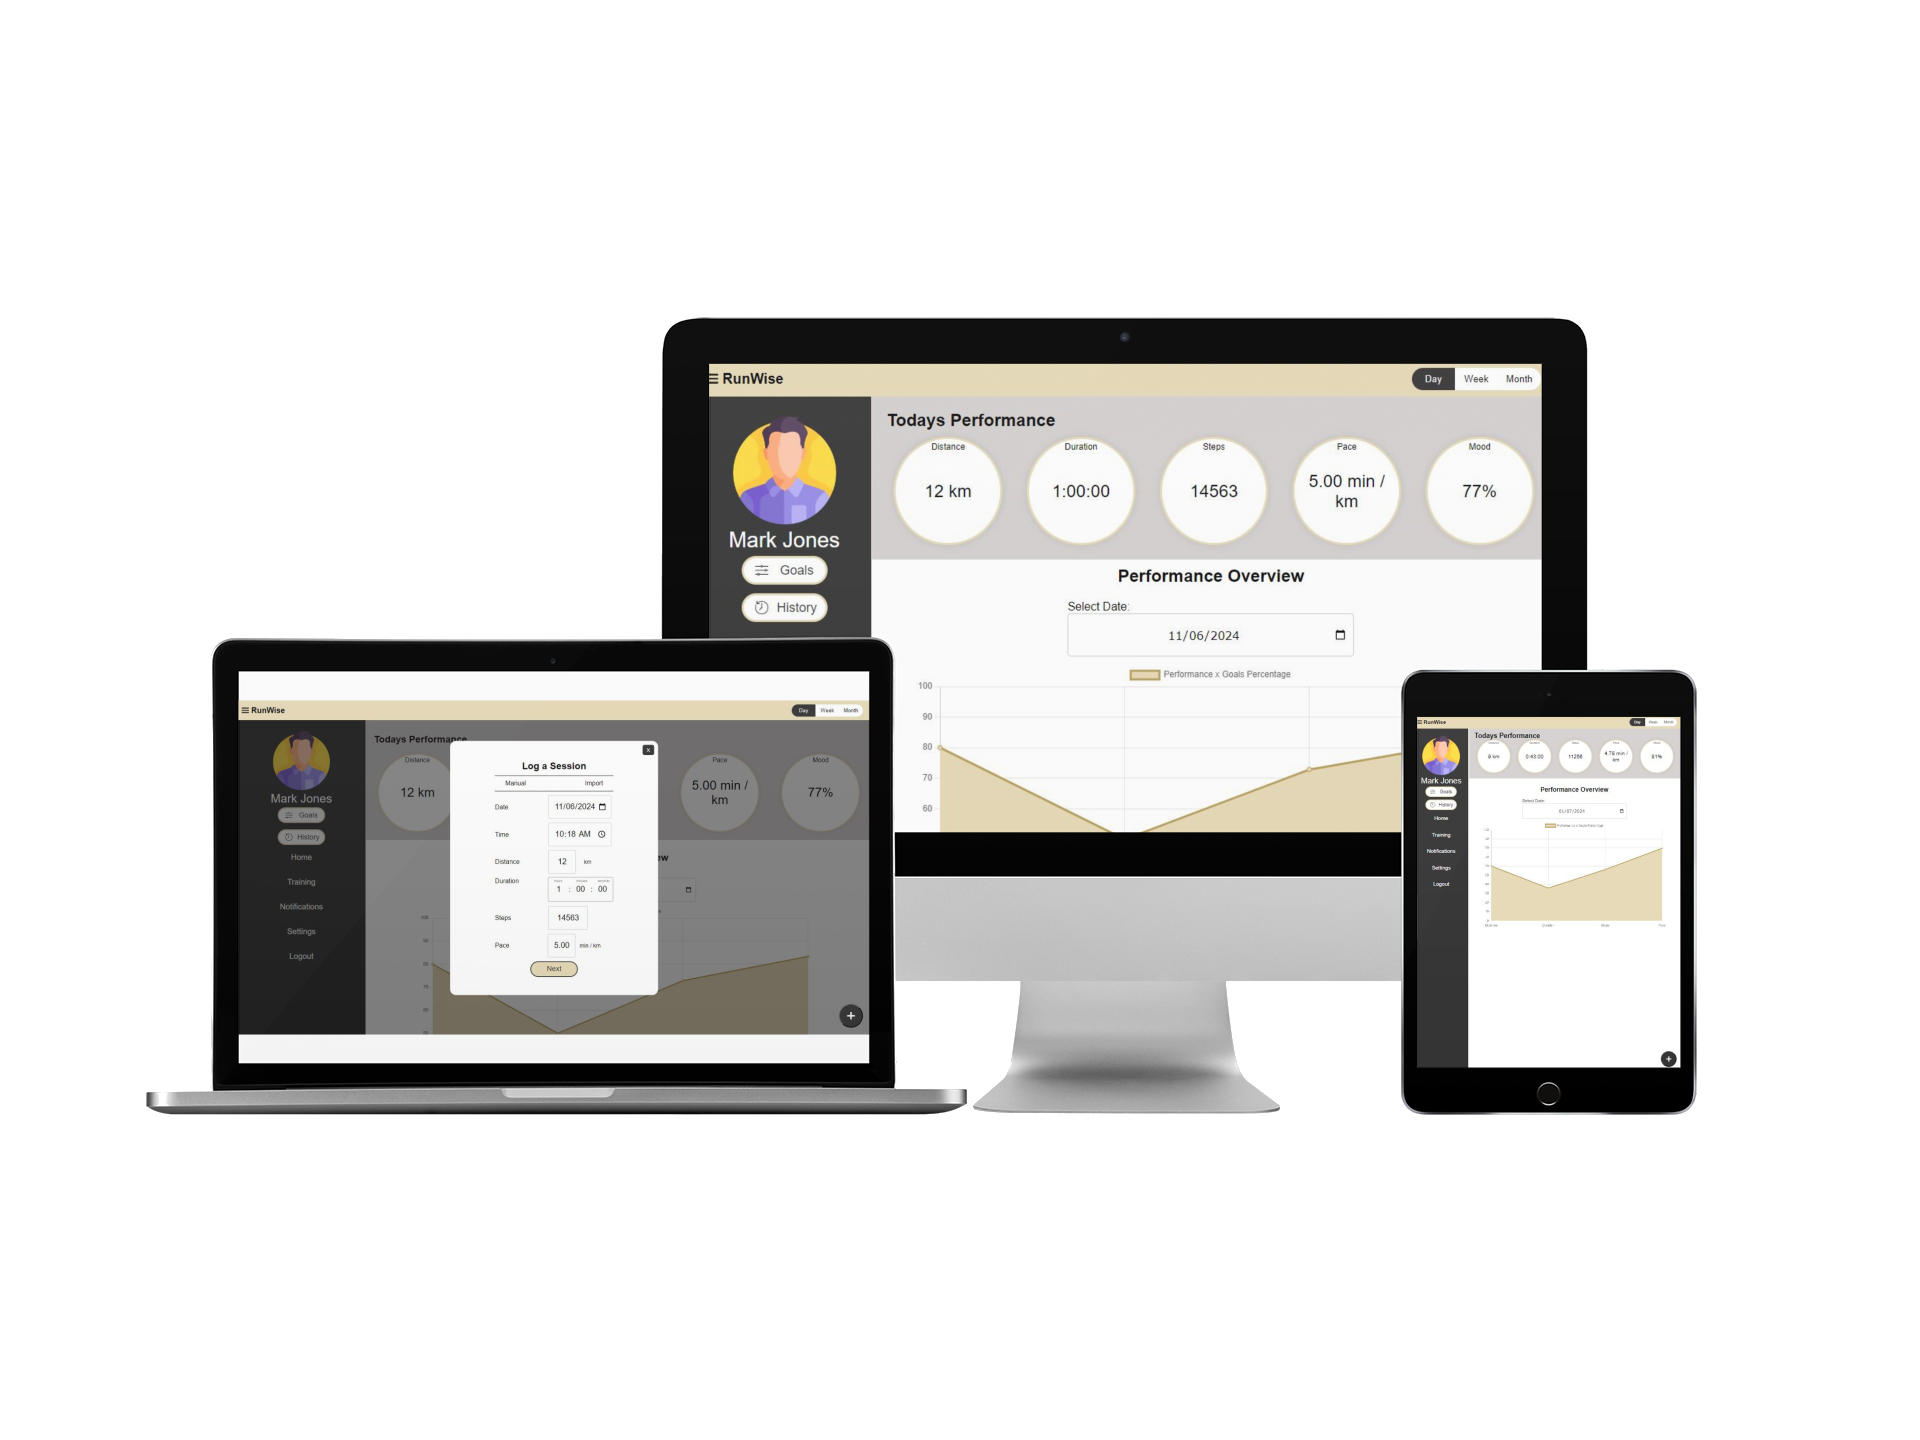 RunWise
Day Week Month
Mark Jones
Goals
History
Todays Performance
Distance Duration Steps Pace Mood
12 km 1:00:00 14563 5.00 min / km 77%
Performance Overview
Select Date:
11/06/2024
Performance x Goals Percentage
100
90
80
70
60
RunWise
Day Week Month
Mark Jones
Goals
History
Home
Training
Notifications
Settings
Logout
Todays Performance
Distance Pace Mood
12 km 5.00 min / km 77%
ew
X
Log a Session
Manual Import
Date 11/06/2024
Time 10:18 AM
Distance 12 km
Duration 1 : 00 : 00
Steps 14563
Pace 5.00 min / km
Next
+
RunWise
Day Week Month
Mark Jones
Goals
History
Home
Training
Notifications
Settings
Logout
Todays Performance
0:43:00 4.78 min / km
Performance Overview
Select Date:
+